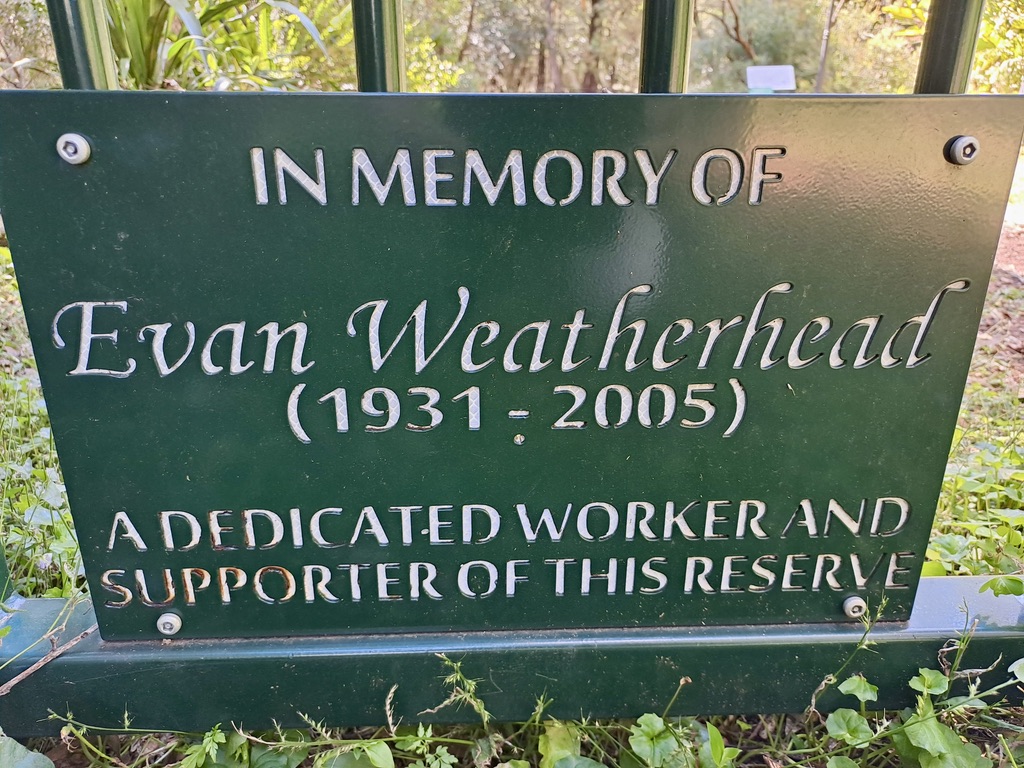 IN MEMORY OF
Evan Weatherhead
(1931 - 2005)
A DEDICATED WORKER AND
SUPPORTER OF THIS RESERVE